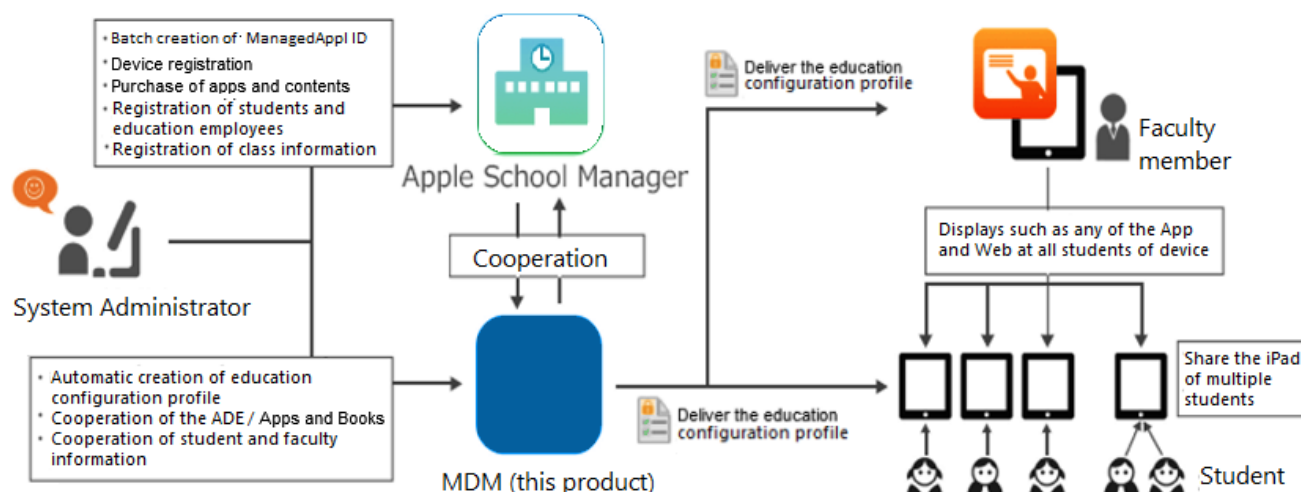 • Batch creation of ManagedAppl ID
• Device registration
• Purchase of apps and contents
• Registration of students and
education employees
• Registration of class information
Apple School Manager
Deliver the education
configuration profile
Faculty
member
System Administrator
Cooperation
Displays such as any of the App
and Web at all students of device
• Automatic creation of education
configuration profile
• Cooperation of the ADE / Apps and Books
• Cooperation of student and faculty
information
MDM (this product)
Deliver the education
configuration profile
Share the iPad
of multiple
students
Student